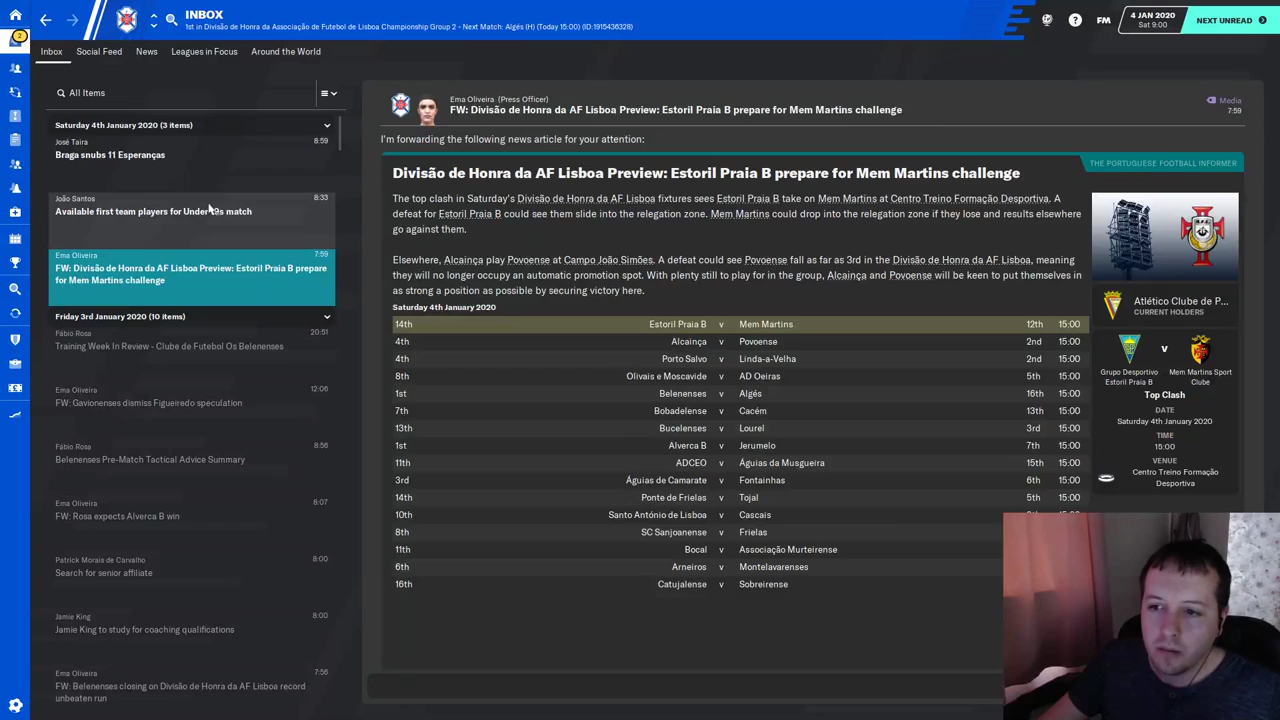 INBOX
1st in Divisão de Honra da Associação de Futebol de Lisboa Championship Group 2 - Next Match: Algés (H) (Today 15:00) (ID:1915436328)
FM
4 JAN 2020
Sat 9:00
NEXT UNREAD
2
Inbox
Social Feed
News
Leagues in Focus
Around the World
All Items
Saturday 4th January 2020 (3 items)
José Taira
8:59
Braga snubs 11 Esperanças
João Santos
8:33
Available first team players for Under match
Ema Oliveira
7:59
FW: Divisão de Honra da AF Lisboa Preview: Estoril Praia B prepare
for Mem Martins challenge
Friday 3rd January 2020 (10 items)
Fábio Rosa
20:51
Training Week In Review - Clube de Futebol Os Belenenses
Ema Oliveira
12:06
FW: Gavionenses dismiss Figueiredo speculation
Fábio Rosa
8:56
Belenenses Pre-Match Tactical Advice Summary
Ema Oliveira
8:07
FW: Rosa expects Alverca B win
Patrick Morais de Carvalho
8:00
Search for senior affiliate
Jamie King
8:00
Jamie King to study for coaching qualifications
Ema Oliveira
7:56
FW: Belenenses closing on Divisão de Honra da AF Lisboa record
unbeaten run
Ema Oliveira (Press Officer)
FW: Divisão de Honra da AF Lisboa Preview: Estoril Praia B prepare for Mem Martins challenge
Media
7:59
I'm forwarding the following news article for your attention:
THE PORTUGUESE FOOTBALL INFORMER
Divisão de Honra da AF Lisboa Preview: Estoril Praia B prepare for Mem Martins challenge
The top clash in Saturday's Divisão de Honra da AF Lisboa fixtures sees Estoril Praia B take on Mem Martins at Centro Treino Formação Desportiva. A
defeat for Estoril Praia B could see them slide into the relegation zone. Mem Martins could drop into the relegation zone if they lose and results elsewhere
go against them.
Elsewhere, Alcainça play Povoense at Campo João Simões. A defeat could see Povoense fall as far as 3rd in the Divisão de Honra da AF Lisboa, meaning
they will no longer occupy an automatic promotion spot. With plenty still to play for in the group, Alcainça and Povoense will be keen to put themselves in
as strong a position as possible by securing victory here.
Saturday 4th January 2020
14th Estoril Praia B v Mem Martins 12th 15:00
4th Alcainça v Povoense 2nd 15:00
4th Porto Salvo v Linda-a-Velha 2nd 15:00
8th Olivais e Moscavide v AD Oeiras 5th 15:00
1st Belenenses v Algés 16th 15:00
7th Bobadelense v Cacém 13th 15:00
13th Bucelenses v Lourel 3rd 15:00
1st Alverca B v Jerumelo 7th 15:00
11th ADCEO v Águias da Musgueira 15th 15:00
3rd Águias de Camarate v Fontainhas 6th 15:00
14th Ponte de Frielas v Tojal 5th 15:00
10th Santo António de Lisboa v Cascais 15:00
8th SC Sanjoanense v Frielas
11th Bocal v Associação Murteirense
6th Arneiros v Montelavarenses
16th Catujalense v Sobreirense
Atlético Clube de P...
CURRENT HOLDERS
v
Grupo Desportivo
Estoril Praia B
Mem Martins Sport
Clube
Top Clash
DATE
Saturday 4th January 2020
TIME
15:00
VENUE
Centro Treino Formação
Desportiva